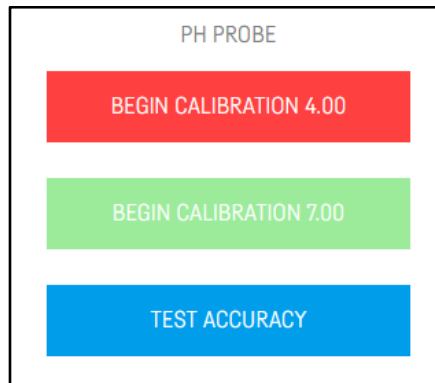 PH PROBE
BEGIN CALIBRATION 4.00
BEGIN CALIBRATION 7.00
TEST ACCURACY